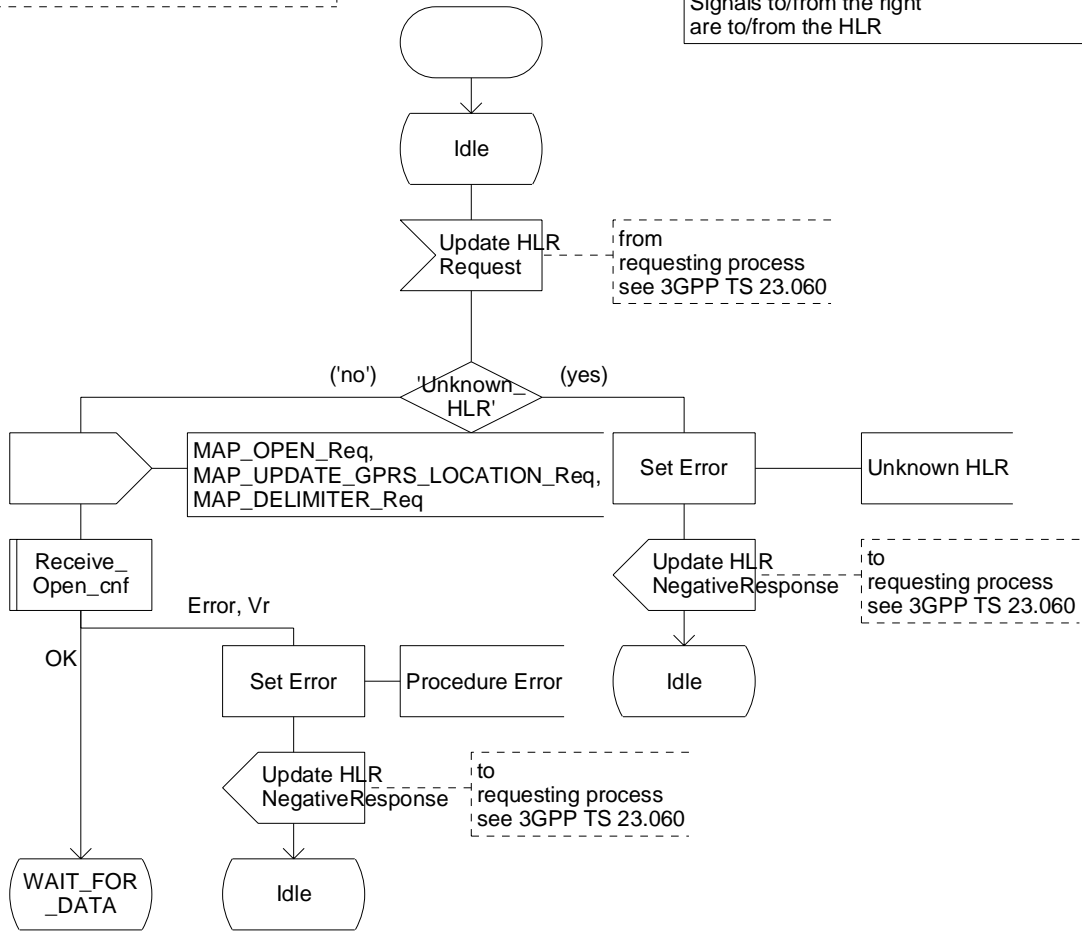 Signals to/from the right
are to/from the HLR
Idle
Update HLR
Request
from
requesting process
see 3GPP TS 23.060
('no')
'Unknown_
HLR'
(yes)
MAP_OPEN_Req,
MAP_UPDATE_GPRS_LOCATION_Req,
MAP_DELIMITER_Req
Set Error
Unknown HLR
Receive_
Open_cnf
Update HLR
NegativeResponse
to
requesting process
see 3GPP TS 23.060
Error, Vr
OK
Set Error
Procedure Error
Idle
Update HLR
NegativeResponse
to
requesting process
see 3GPP TS 23.060
WAIT_FOR
_DATA
Idle